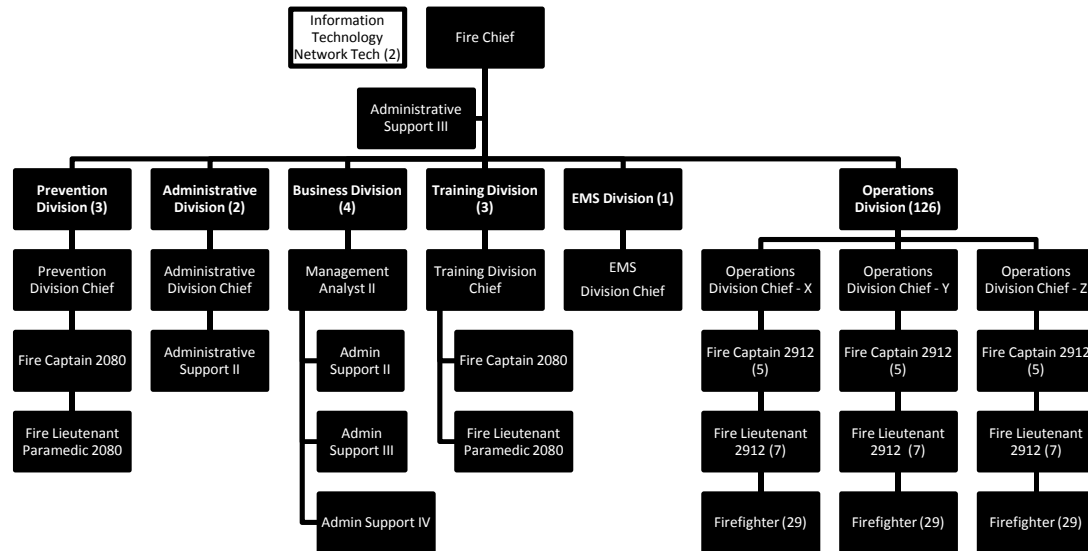 Information
Technology
Network Tech (2)
Fire Chief
Administrative
Support III
Prevention
Division (3)
Administrative
Division (2)
Business Division
(4)
Training Division
(3)
EMS Division (1)
Operations
Division (126)
Prevention
Division Chief
Administrative
Division Chief
Management
Analyst II
Training Division
Chief
EMS
Division Chief
Operations
Division Chief - X
Operations
Division Chief - Y
Operations
Division Chief - Z
Fire Captain 2080
Administrative
Support II
Admin
Support II
Fire Captain 2080
Fire Captain 2912
(5)
Fire Captain 2912
(5)
Fire Captain 2912
(5)
Fire Lieutenant
Paramedic 2080
Admin
Support III
Fire Lieutenant
Paramedic 2080
Fire Lieutenant
2912 (7)
Fire Lieutenant
2912 (7)
Fire Lieutenant
2912 (7)
Admin Support IV
Firefighter (29)
Firefighter (29)
Firefighter (29)